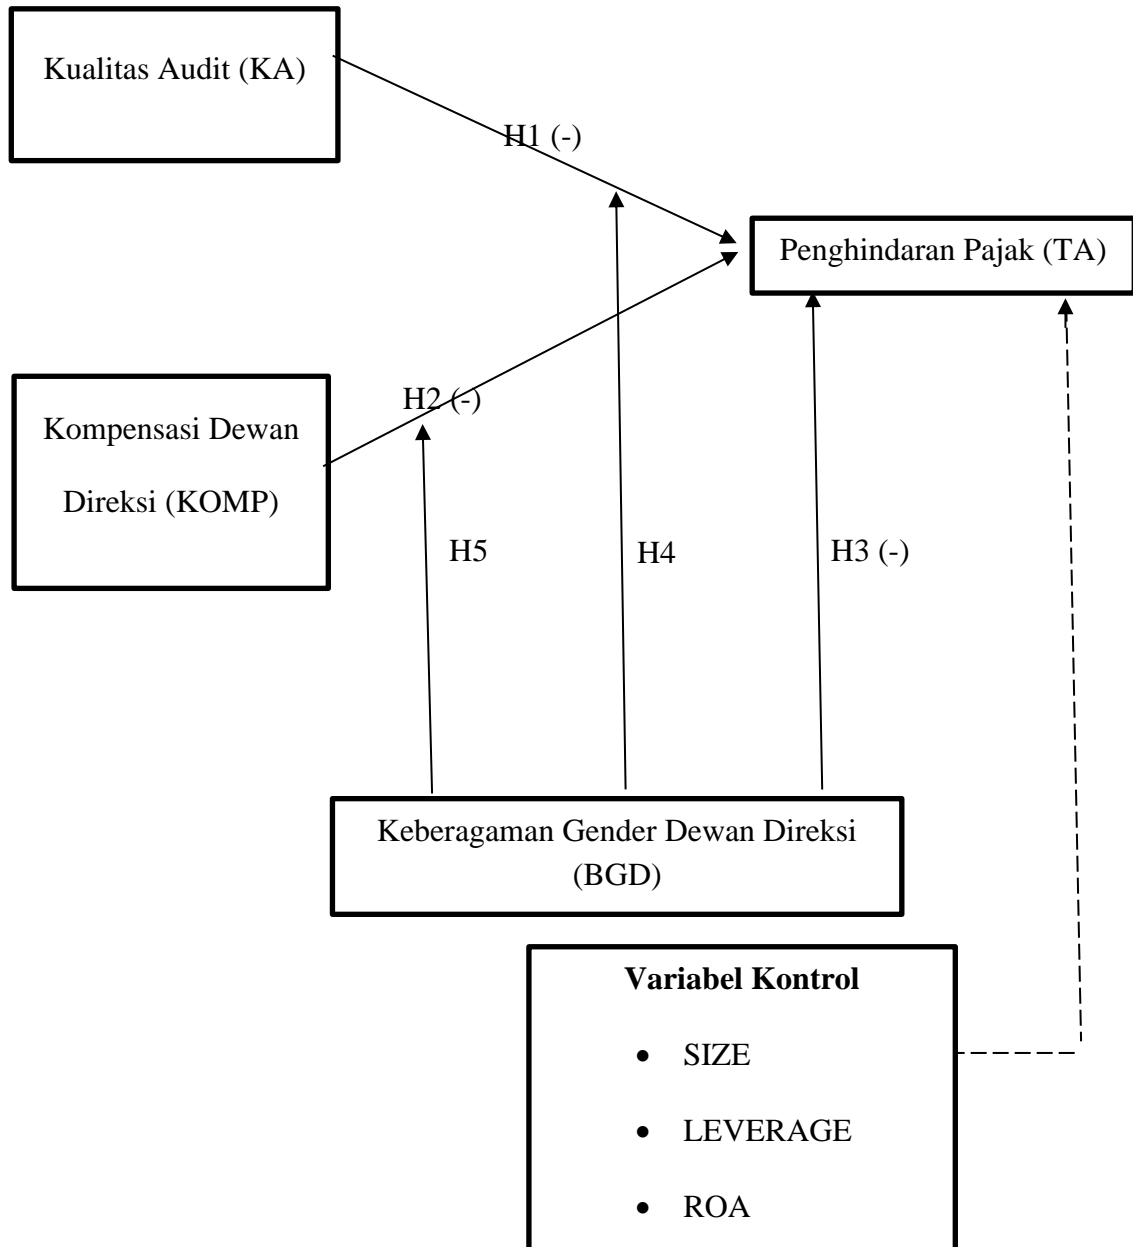 Kualitas Audit (KA)
H1 (-)
Penghindaran Pajak (TA)
H2 (-)
Kompensasi Dewan
Direksi (KOMP)
H5
H4
H3 (-)
Keberagaman Gender Dewan Direksi
(BGD)
Variabel Kontrol
• SIZE
• LEVERAGE
• ROA